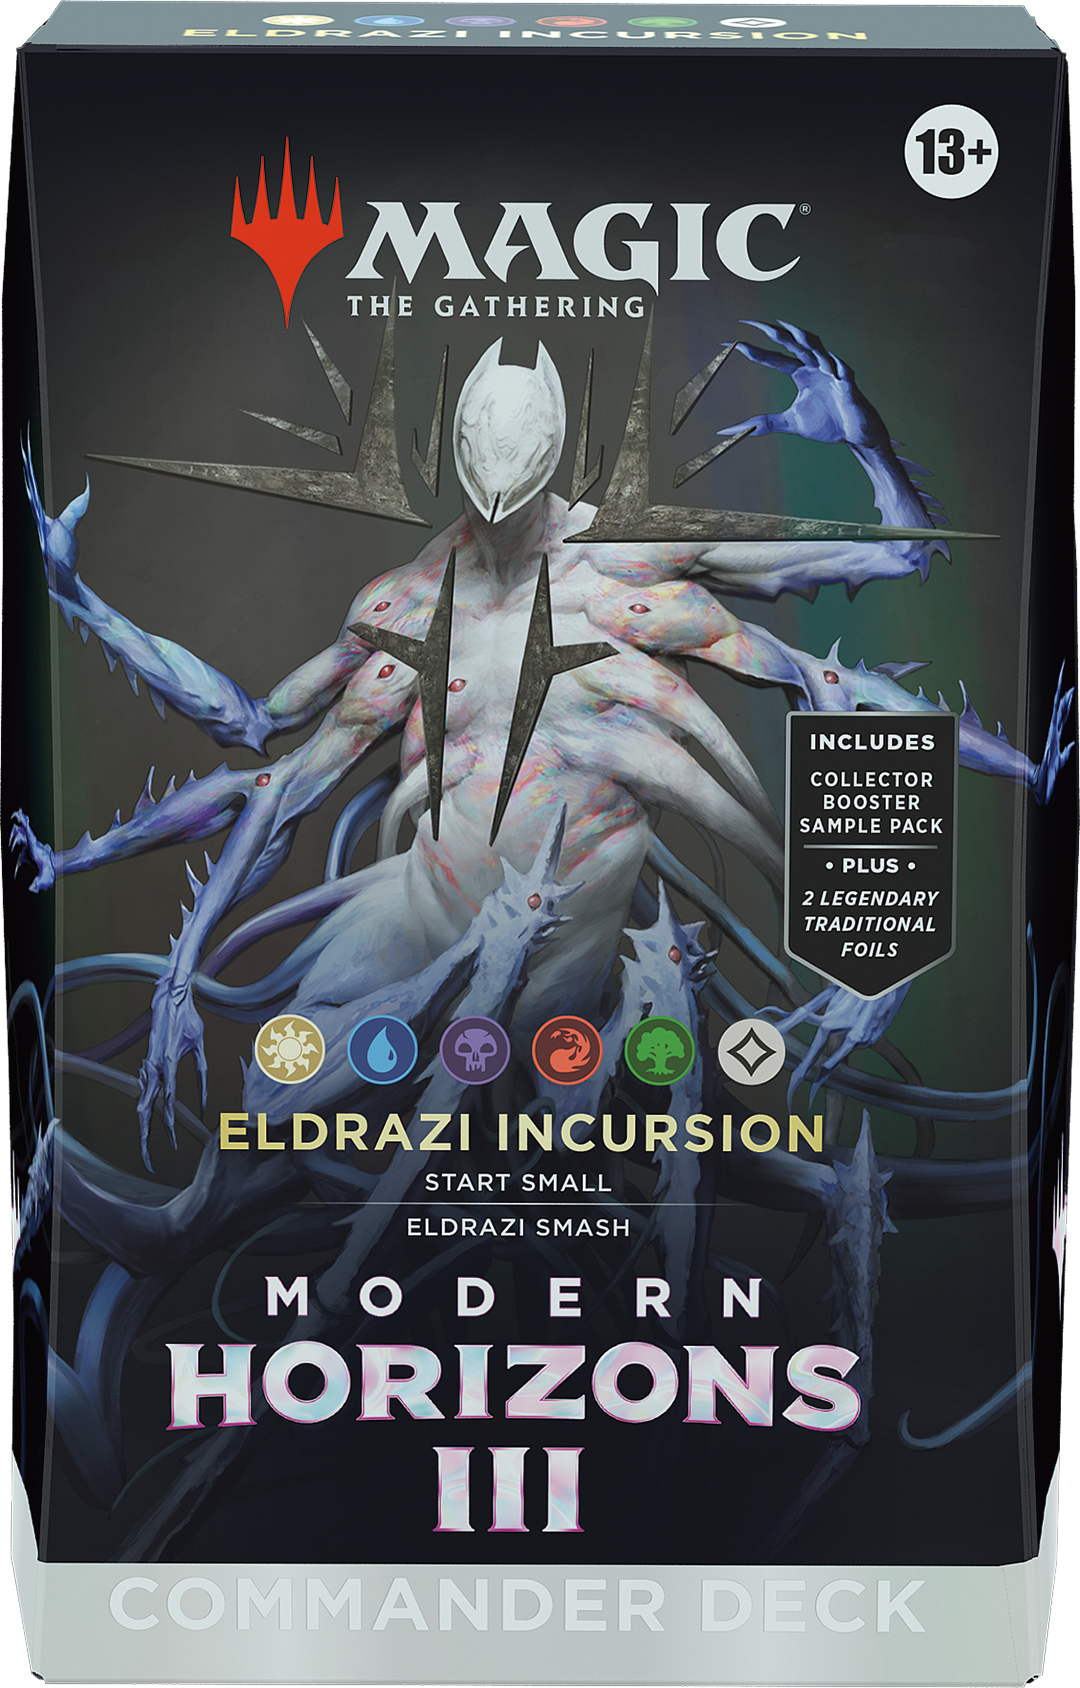 ELDRAZI INCURSION
13+
MAGIC®
THE GATHERING
INCLUDES
COLLECTOR
BOOSTER
SAMPLE PACK
• PLUS •
2 LEGENDARY
TRADITIONAL
FOILS
ELDRAZI INCURSION
START SMALL
ELDRAZI SMASH
MODERN
HORIZONS
III
COMMANDER DECK